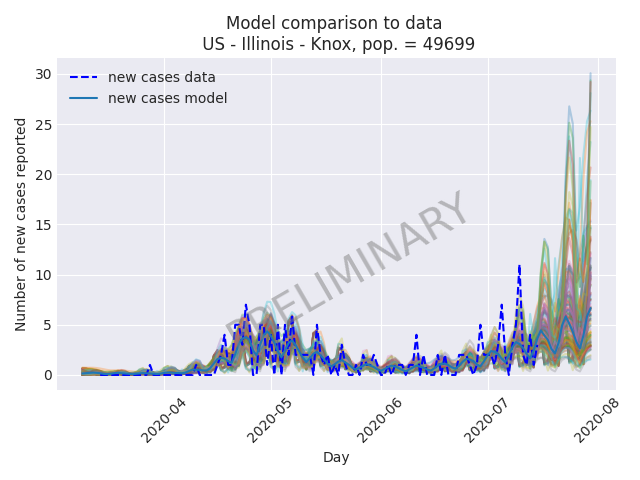 Model comparison to data
US - Illinois - Knox, pop. = 49699
new cases data
new cases model
Number of new cases reported
30
25
20
15
10
5
0
PRELIMINARY
2020-04
2020-05
2020-06
2020-07
2020-08
Day